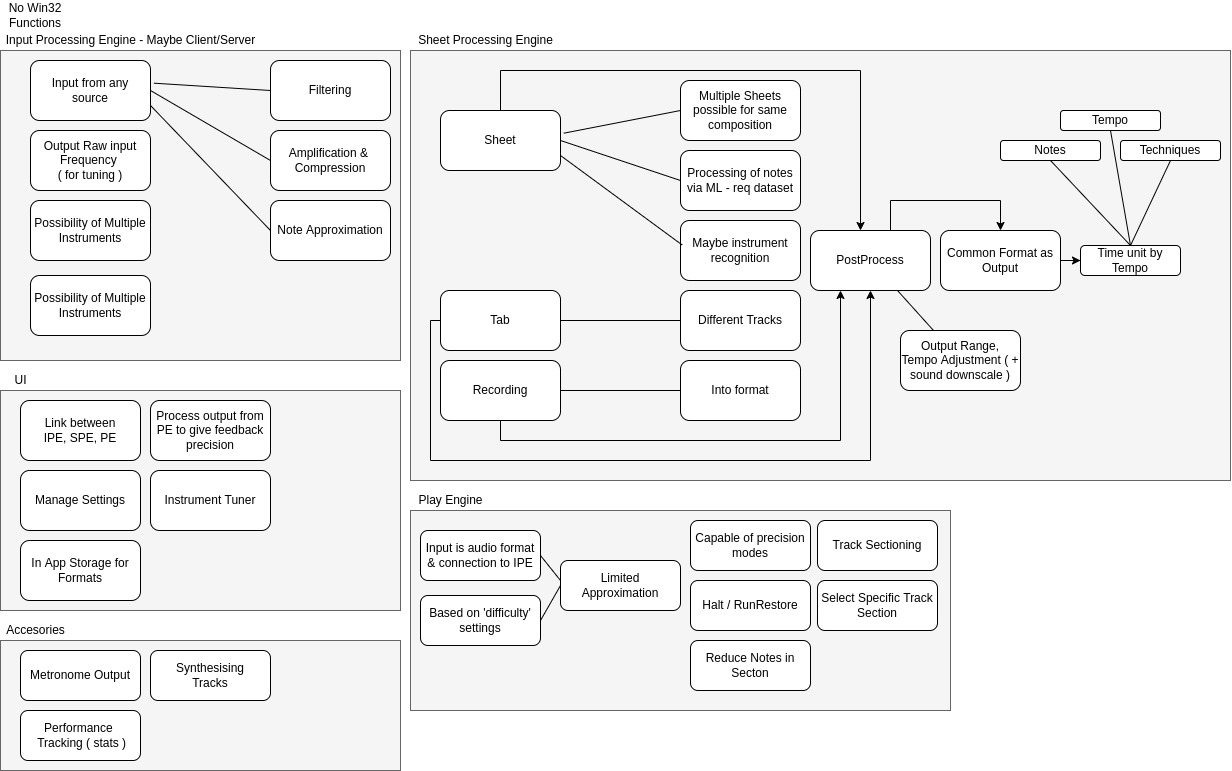 No Win32
Functions
Input Processing Engine - Maybe Client/Server
Input from any
source
Filtering
Output Raw input
Frequency
( for tuning )
Amplification &
Compression
Possibility of Multiple
Instruments
Note Approximation
Possibility of Multiple
Instruments
Sheet Processing Engine
Sheet
Multiple Sheets
possible for same
composition
Processing of notes
via ML - req dataset
Maybe instrument
recognition
Tab
Different Tracks
Recording
Into format
PostProcess
Common Format as
Output
Tempo
Notes
Techniques
Time unit by
Tempo
Output Range,
Tempo Adjustment ( +
sound downscale )
UI
Link between
IPE, SPE, PE
Process output from
PE to give feedback
precision
Manage Settings
Instrument Tuner
In App Storage for
Formats
Play Engine
Input is audio format
& connection to IPE
Based on 'difficulty'
settings
Limited
Approximation
Capable of precision
modes
Track Sectioning
Halt / RunRestore
Select Specific Track
Section
Reduce Notes in
Secton
Accesories
Metronome Output
Synthesising
Tracks
Performance
Tracking ( stats )